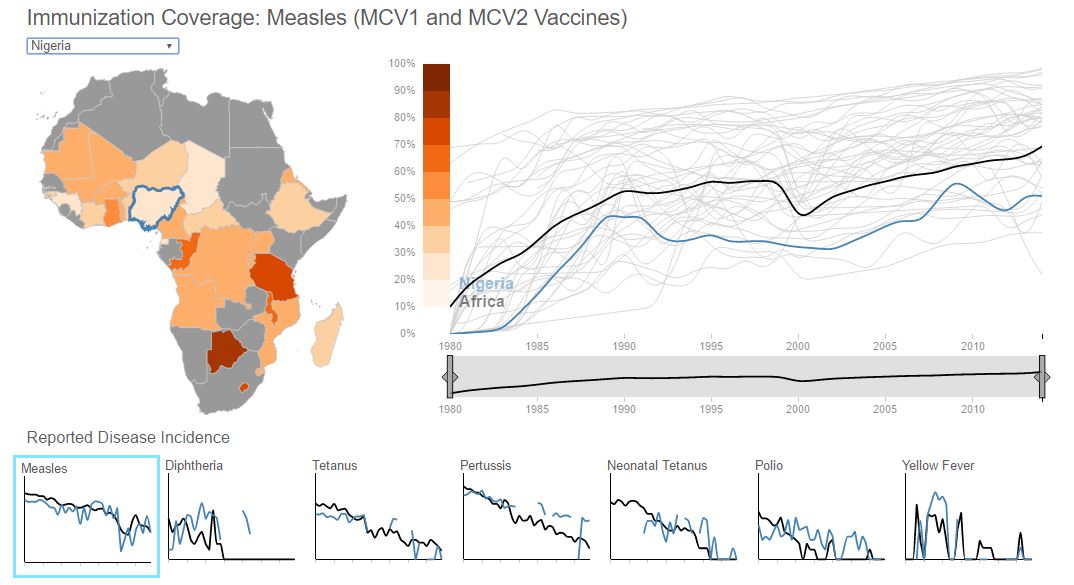 Immunization Coverage: Measles (MCV1 and MCV2 Vaccines)
Nigeria
100%
90%
80%
70%
60%
50%
40%
30%
20%
10%
0%
Nigeria
Africa
1980 1985 1990 1995 2000 2005 2010
1980 1985 1990 1995 2000 2005 2010
Reported Disease Incidence
Measles Diphtheria Tetanus Pertussis Neonatal Tetanus Polio Yellow Fever